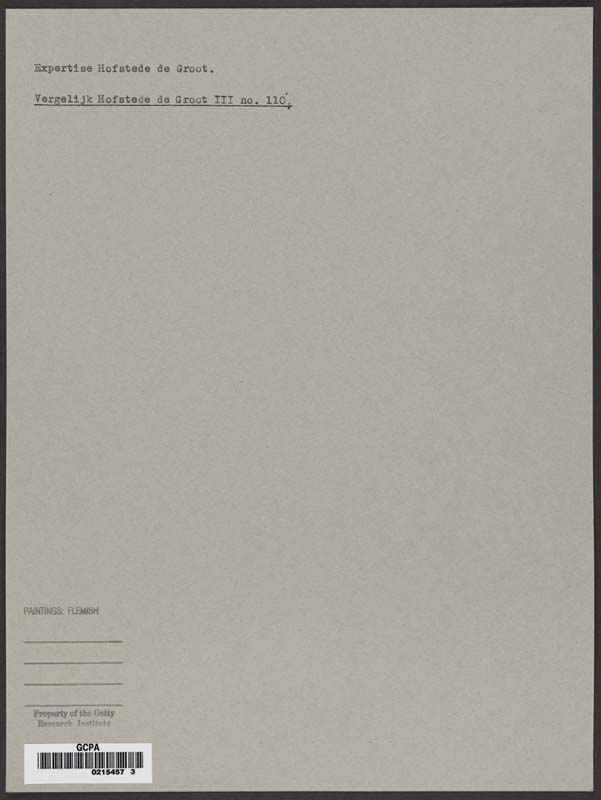 Expertise Hofstede de Groot.
Vergelijk Hofstede de Groot III no. 110.
PAINTINGS: FLEMISH
Property of the Getty
Research Institute
GCPA
0215457 3